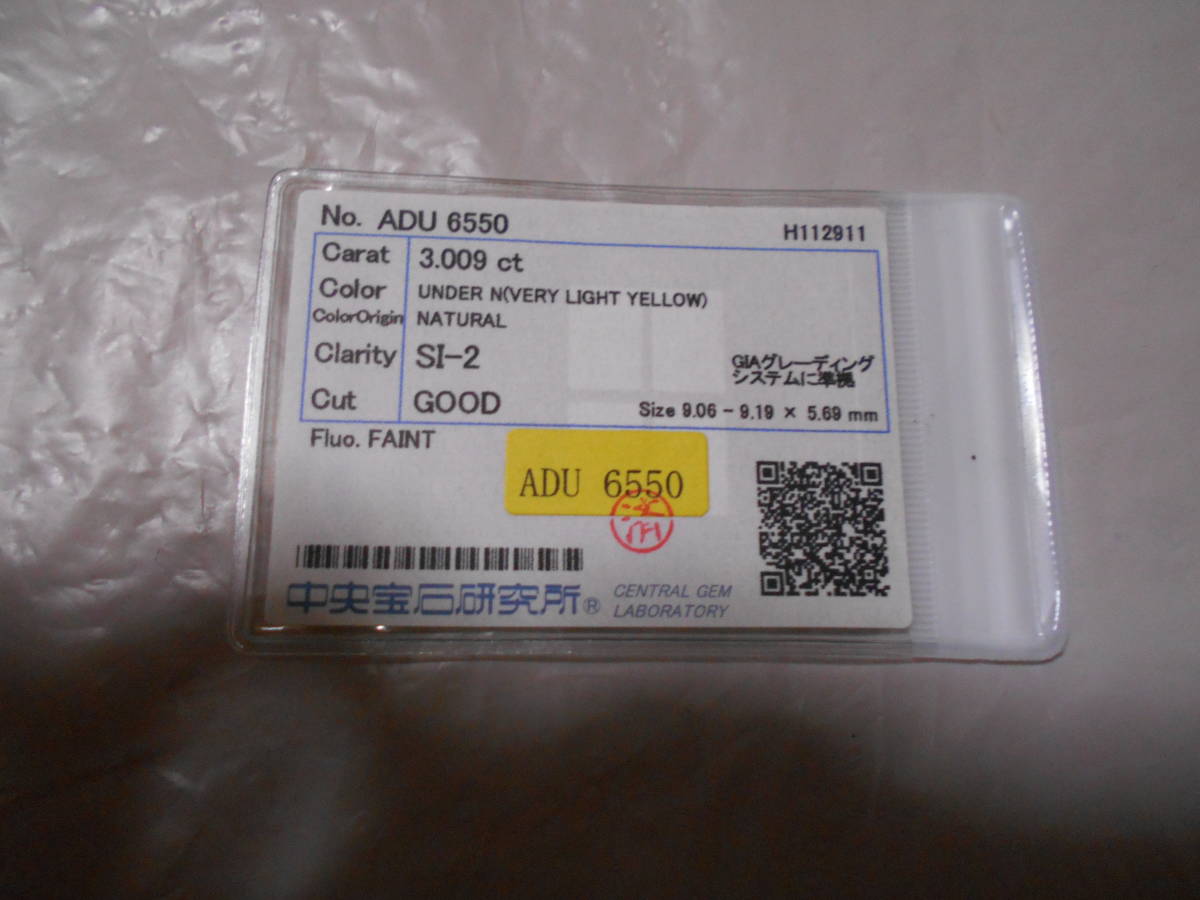 No. ADU 6550 H112911
Carat 3.009 ct
Color UNDER N(VERY LIGHT YELLOW)
ColorOrigin NATURAL
Clarity SI-2
GIAグレーディング
システムに準拠
Cut GOOD
Size 9.06 - 9.19 × 5.69 mm
Fluo. FAINT
ADU 6550
中央宝石研究所®
CENTRAL GEM
LABORATORY